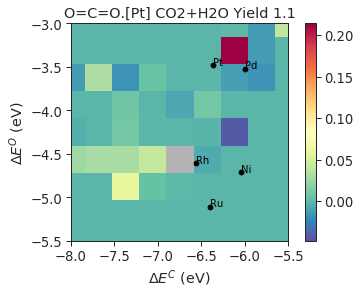 O=C=O.[Pt] CO2+H2O Yield 1.1
−3.0
−3.5
−4.0
−4.5
−5.0
−5.5
ΔE^O (eV)
Pt
Pd
Rh
Ni
Ru
−8.0 −7.5 −7.0 −6.5 −6.0 −5.5
ΔE^C (eV)
0.20
0.15
0.10
0.05
0.00